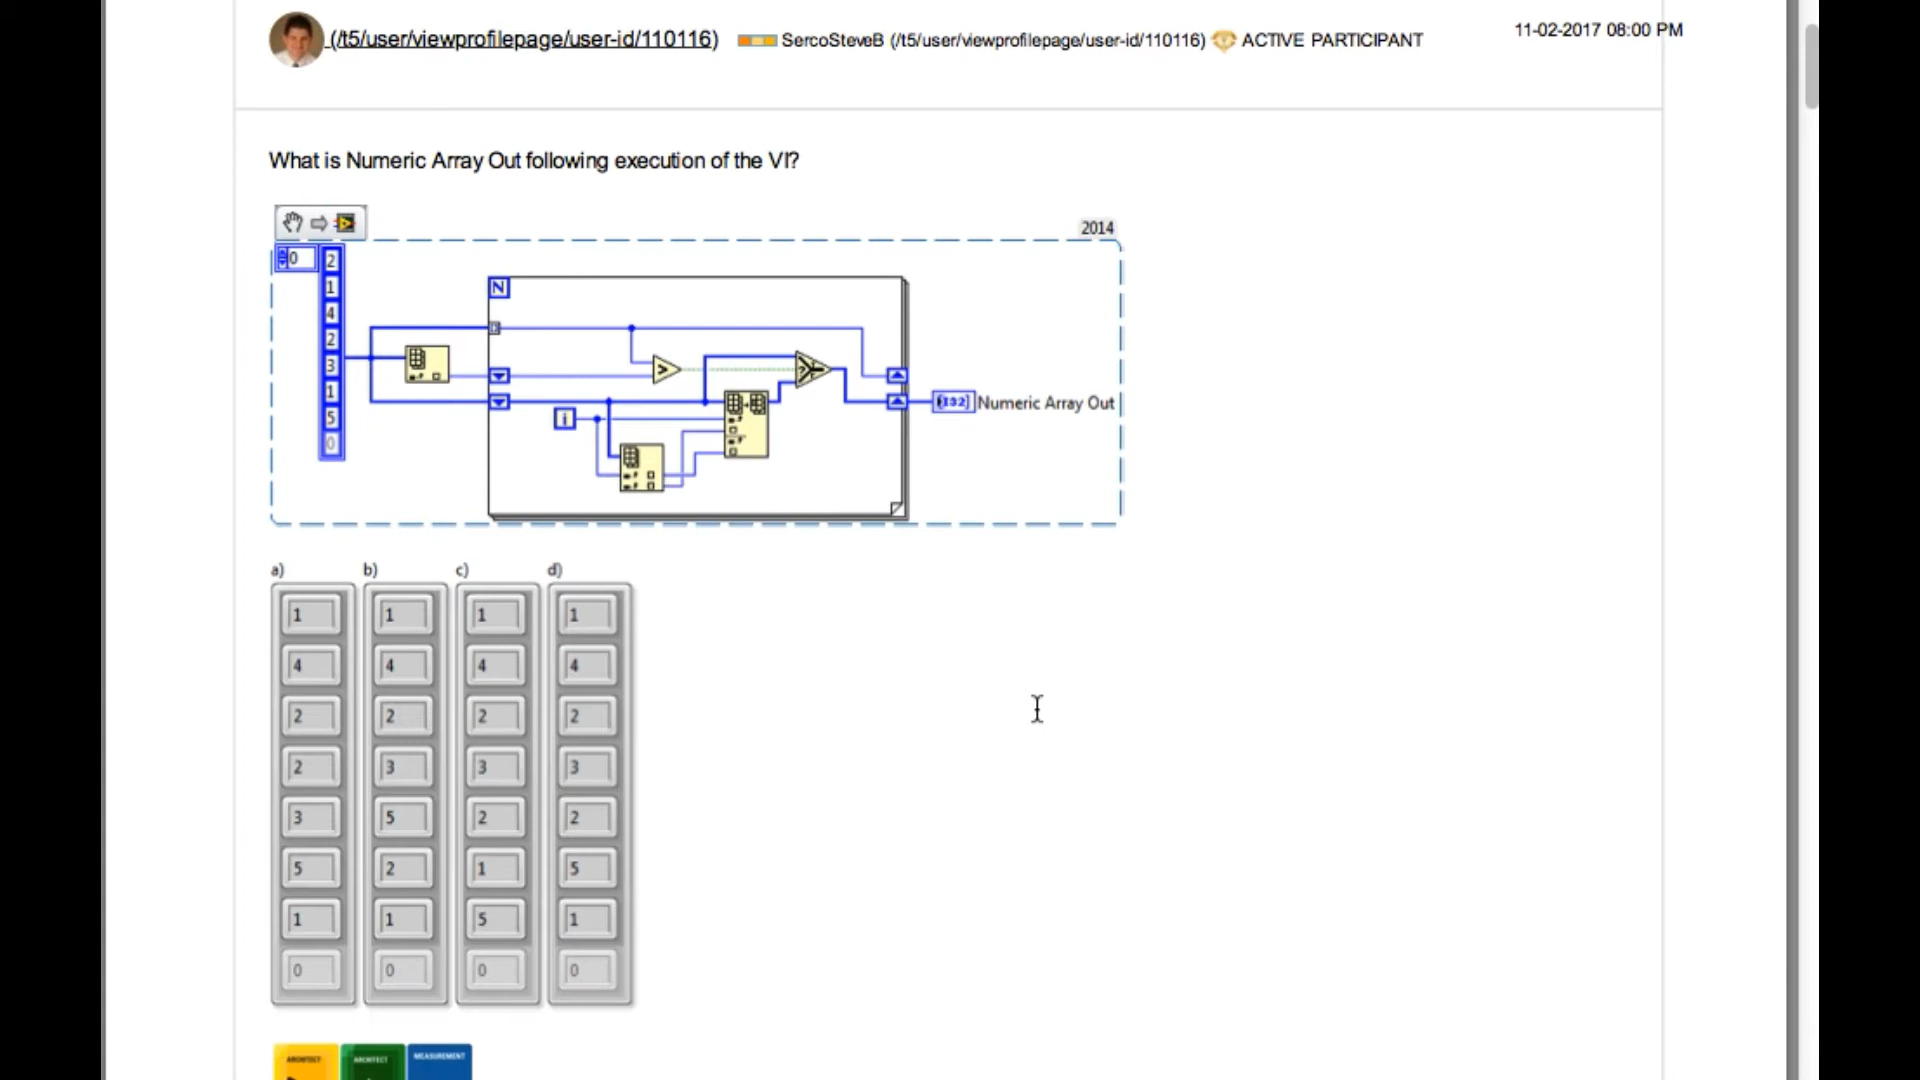 (/t5/user/viewprofilepage/user-id/110116) SercoSteveB (/t5/user/viewprofilepage/user-id/110116) ACTIVE PARTICIPANT 11-02-2017 08:00 PM
What is Numeric Array Out following execution of the VI?
2014
0 2
1
4
2
3
1
5
0
N
>
?
i
[I32] Numeric Array Out
a) b) c) d)
1 1 1 1
4 4 4 4
2 2 2 2
2 3 3 3
3 5 2 2
5 2 1 5
1 1 5 1
0 0 0 0
ARCHITECT ARCHITECT MEASUREMENT